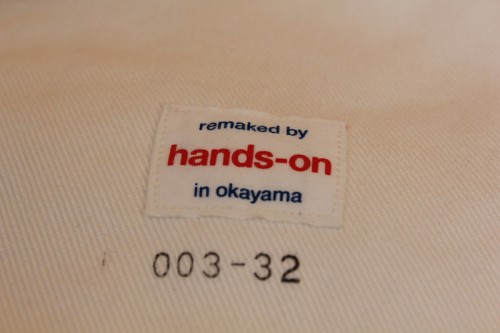 remaked by
hands-on
in okayama
003-32